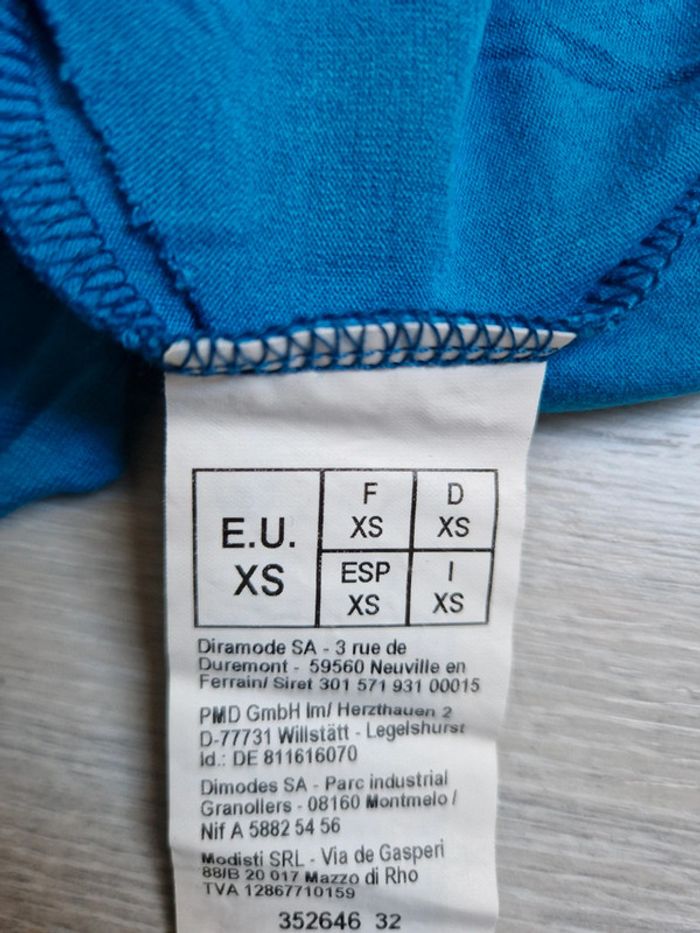 E.U.
XS
F
XS
D
XS
ESP
XS
I
XS
Diramode SA - 3 rue de
Duremont - 59560 Neuville en
Ferrain/ Siret 301 571 931 00015
PMD GmbH Im/ Herzthauen 2
D-77731 Willstätt - Legelshurst
Id.: DE 811616070
Dimodes SA - Parc industrial
Granollers - 08160 Montmelo /
Nif A 5882 54 56
Modisti SRL - Via de Gasperi
88/B 20 017 Mazzo di Rho
TVA 12867710159
352646 32